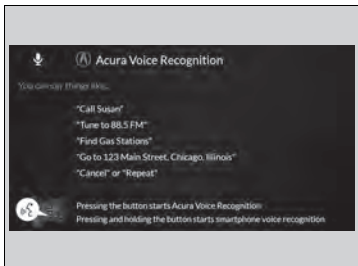 Acura Voice Recognition
You can say things like:
"Call Susan"
"Tune to 88.5 FM"
"Find Gas Stations"
"Go to 123 Main Street, Chicago, Illinois"
"Cancel" or "Repeat"
Pressing the button starts Acura Voice Recognition
Pressing and holding the button starts smartphone voice recognition